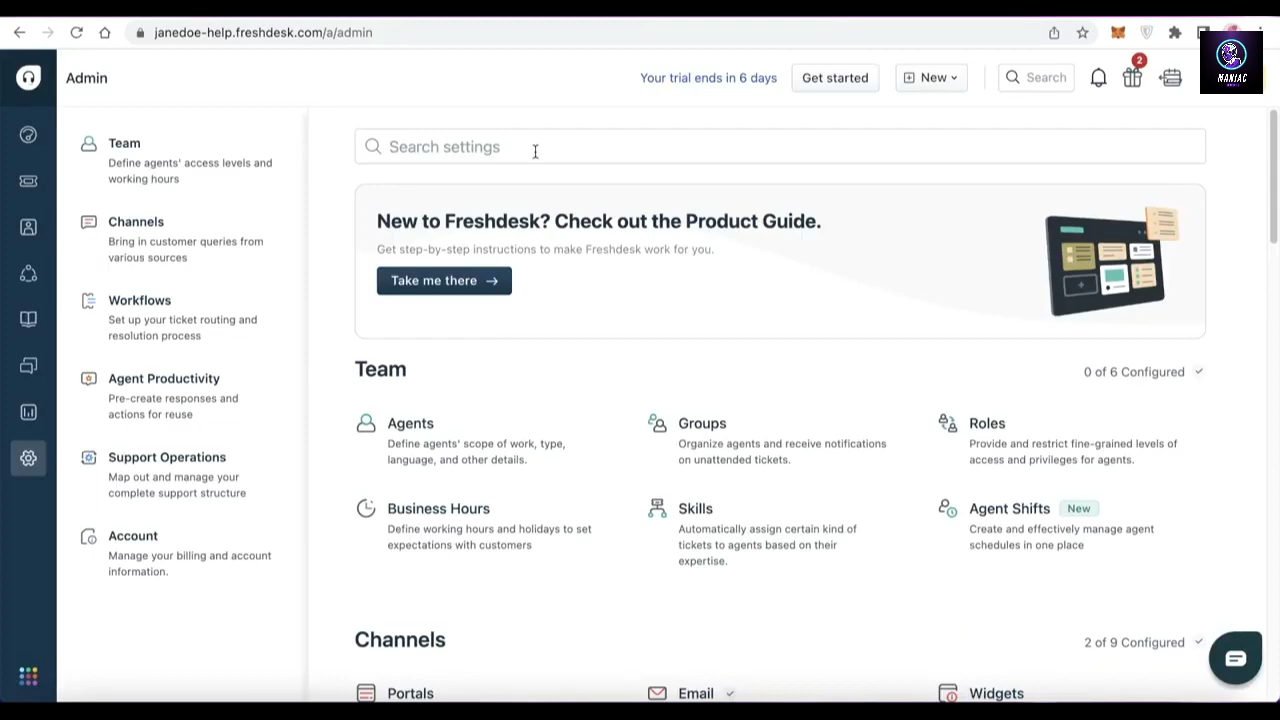 janedoe-help.freshdesk.com/a/admin
Admin
Your trial ends in 6 days
Get started
New
Search
2
MANIAC
Team
Define agents' access levels and
working hours
Channels
Bring in customer queries from
various sources
Workflows
Set up your ticket routing and
resolution process
Agent Productivity
Pre-create responses and
actions for reuse
Support Operations
Map out and manage your
complete support structure
Account
Manage your billing and account
information.
Search settings
New to Freshdesk? Check out the Product Guide.
Get step-by-step instructions to make Freshdesk work for you.
Take me there →
Team
0 of 6 Configured
Agents
Define agents' scope of work, type,
language, and other details.
Groups
Organize agents and receive notifications
on unattended tickets.
Roles
Provide and restrict fine-grained levels of
access and privileges for agents.
Business Hours
Define working hours and holidays to set
expectations with customers
Skills
Automatically assign certain kind of
tickets to agents based on their
expertise.
Agent Shifts New
Create and effectively manage agent
schedules in one place
Channels
2 of 9 Configured
Portals
Email
Widgets